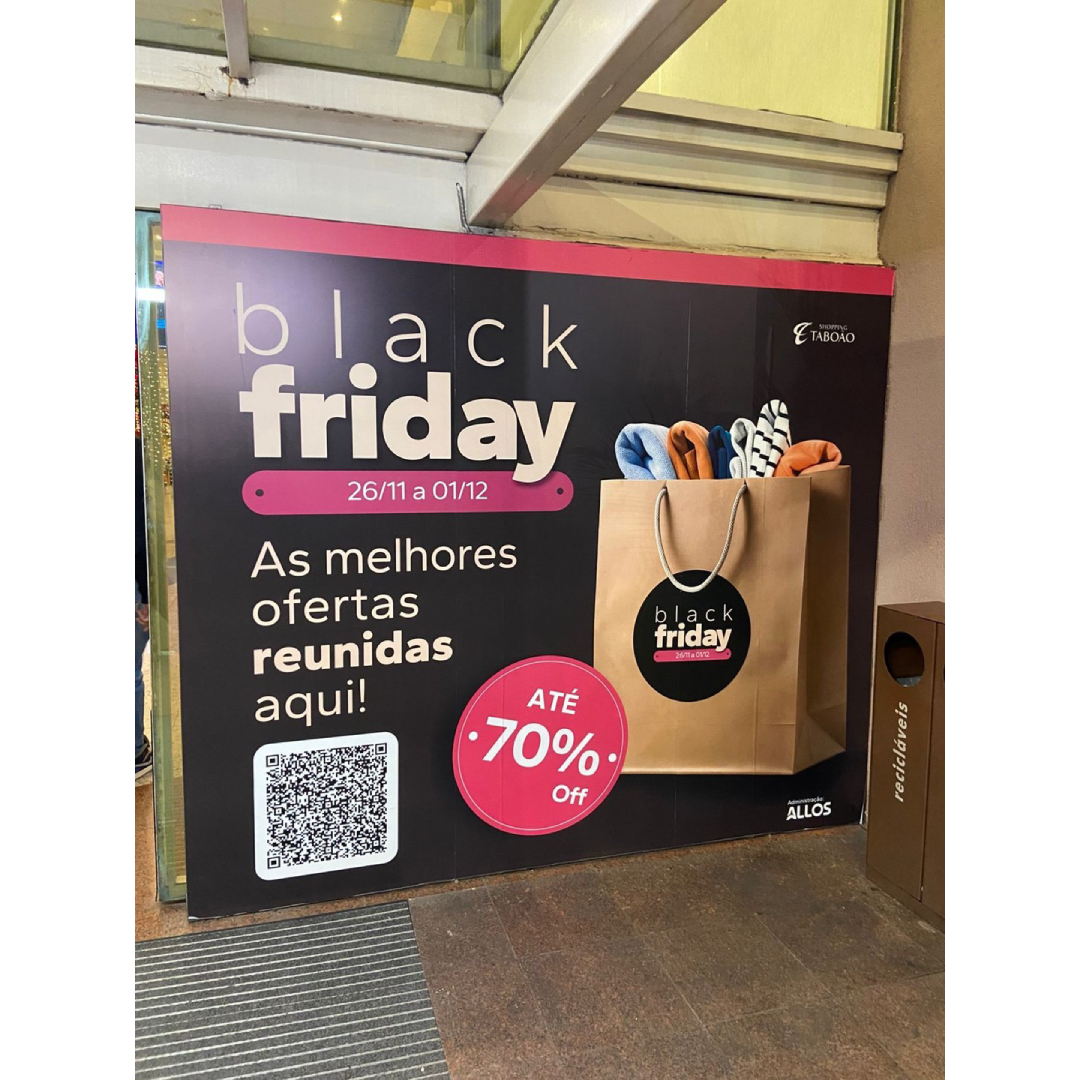 black
friday
26/11 a 01/12
As melhores
ofertas
reunidas
aqui!
ATÉ
70%
Off
SHOPPING
TABOÃO
black
friday
26/11 a 01/12
Administração:
ALLOS
recicláveis